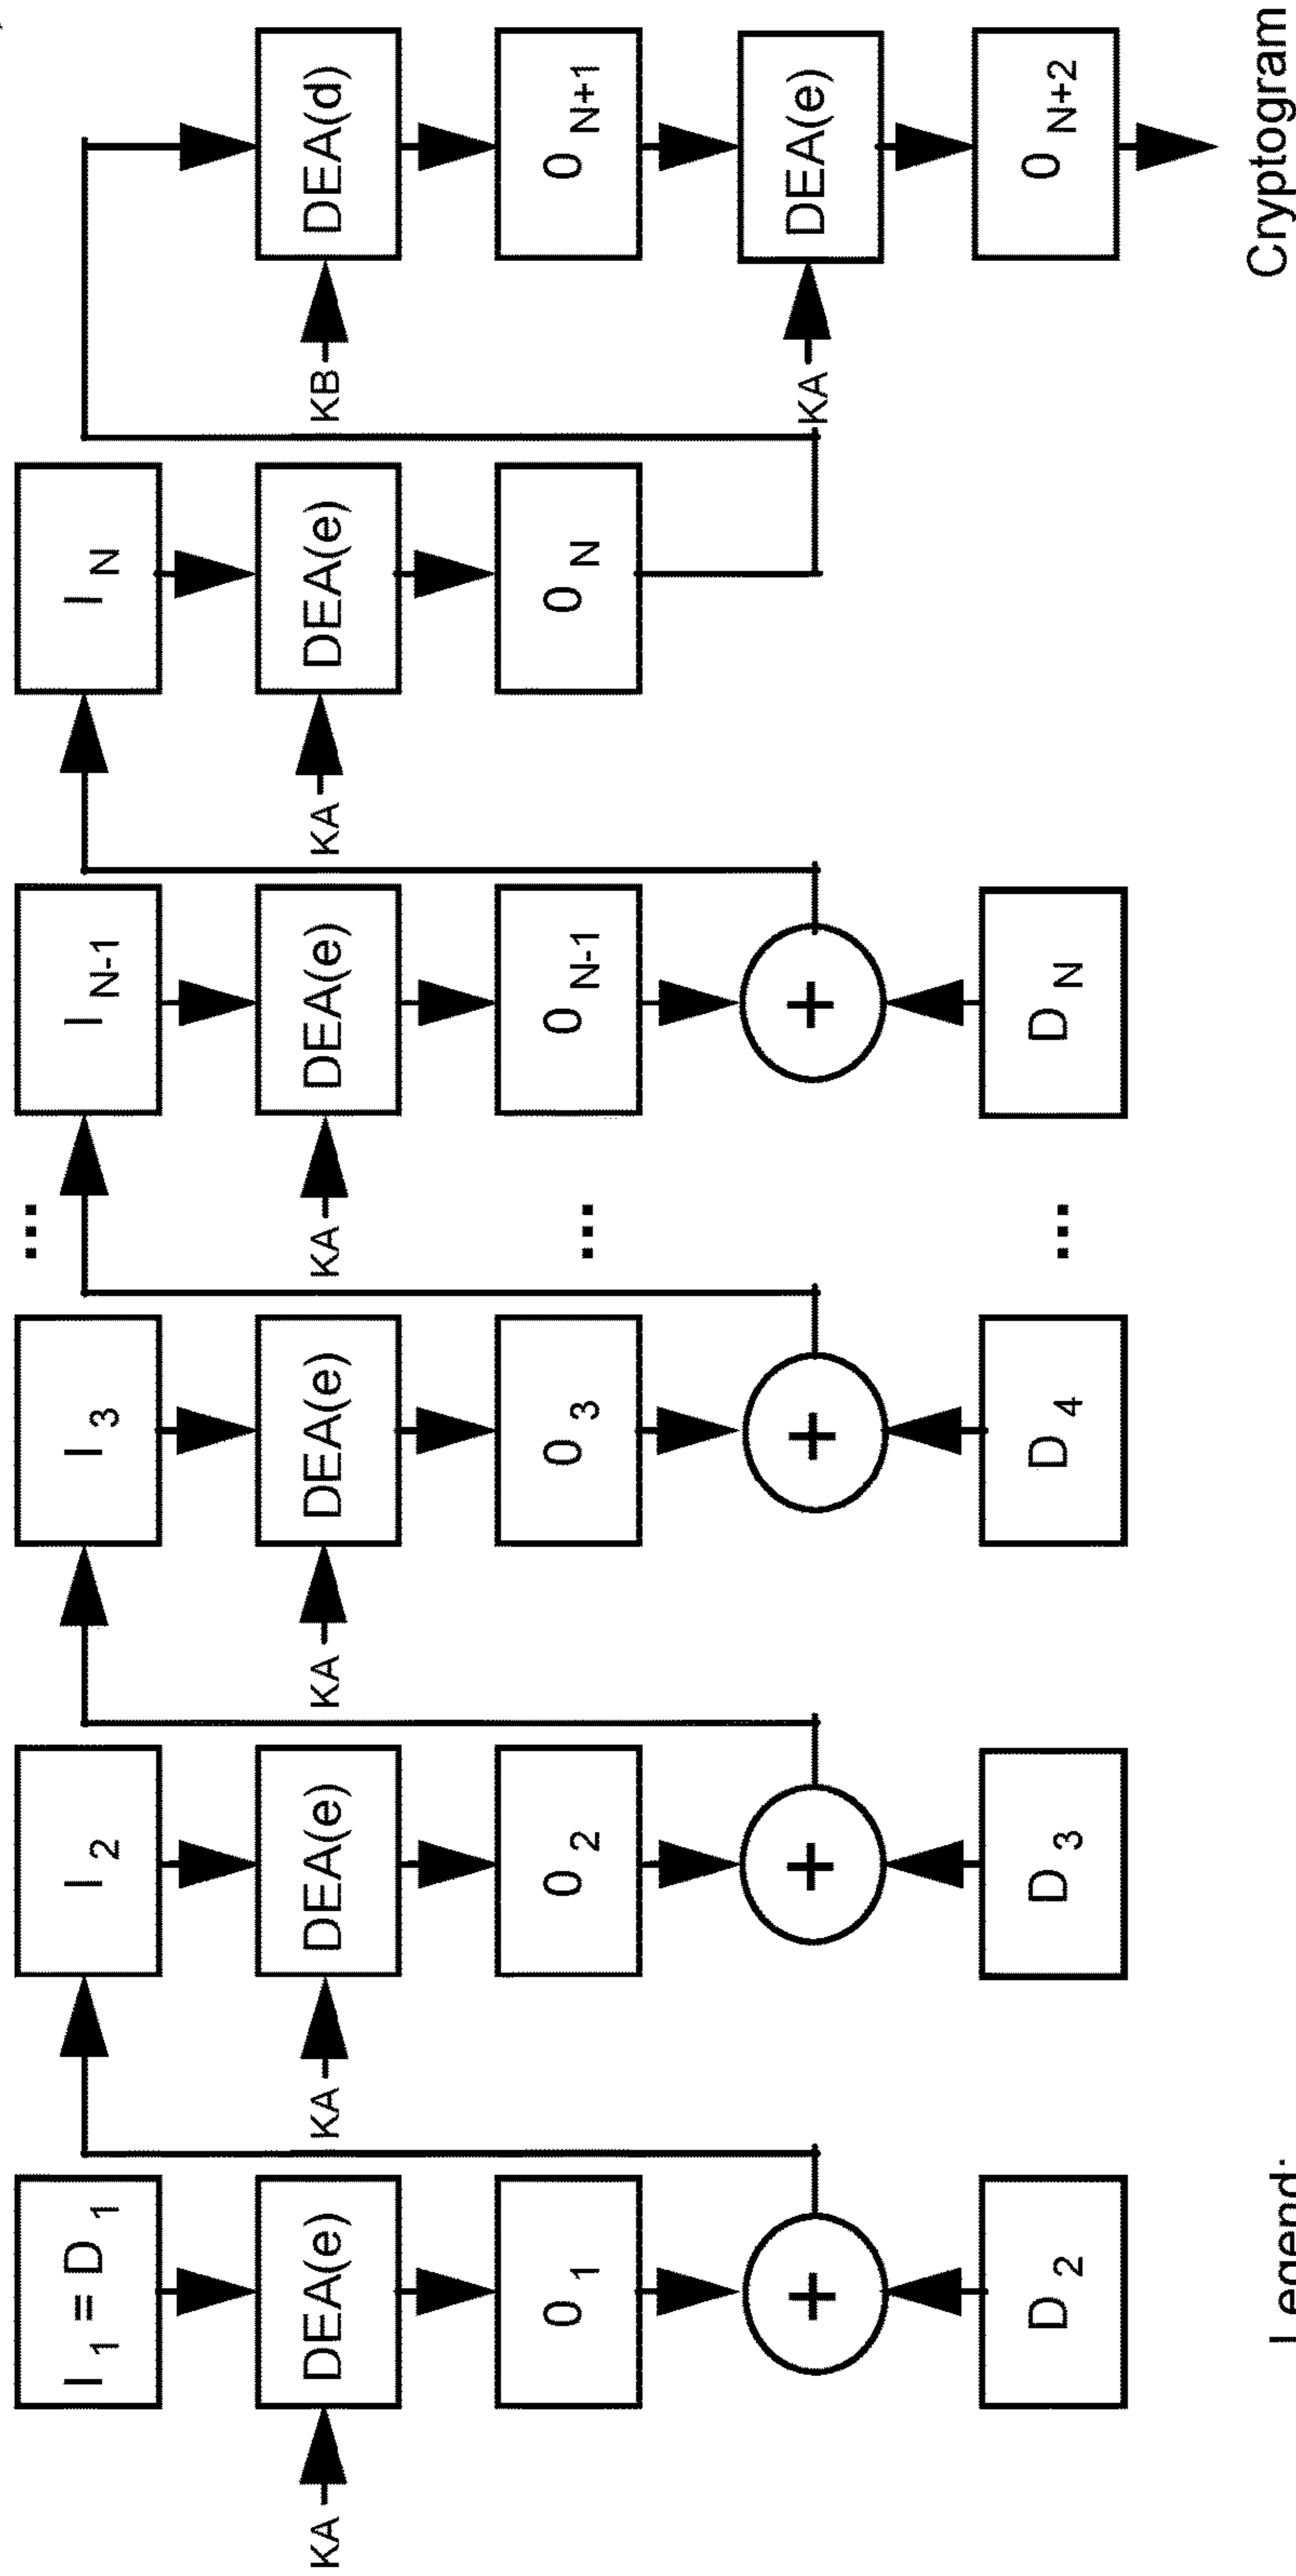 I 1 = D 1
I 2
I 3
...
I N-1
I N
KA
DEA(e)
KA
DEA(e)
KA
DEA(e)
KA
DEA(e)
KA
DEA(e)
KB
DEA(d)
0 1
0 2
0 3
...
0 N-1
0 N
0 N+1
+
+
+
+
KA
DEA(e)
D 2
D 3
D 4
...
D N
0 N+2
Cryptogram
Legend: